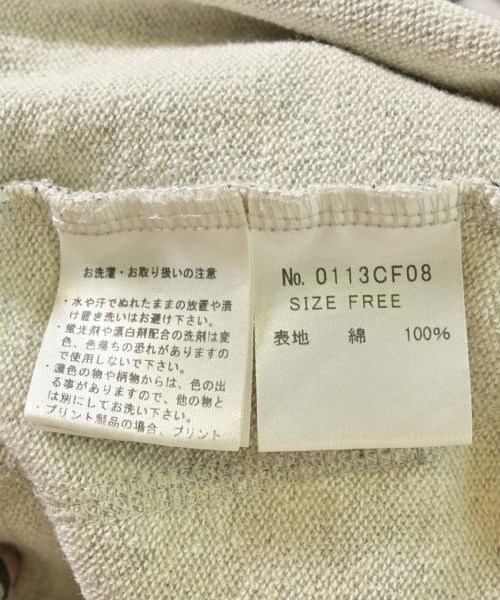 お洗濯・お取り扱いの注意
・水や汗でぬれたままの放置や漬
け置き洗いはお避け下さい。
・蛍光剤や漂白剤配合の洗剤は変
色、色落ちの恐れがありますの
で使用しないで下さい。
・濃色の物や柄物からは、色の出
る事がありますので、他の物と
は別にしてお洗い下さい。
・プリント製品の場合、プリント
No. 0113CF08
SIZE FREE
表地 綿 100%